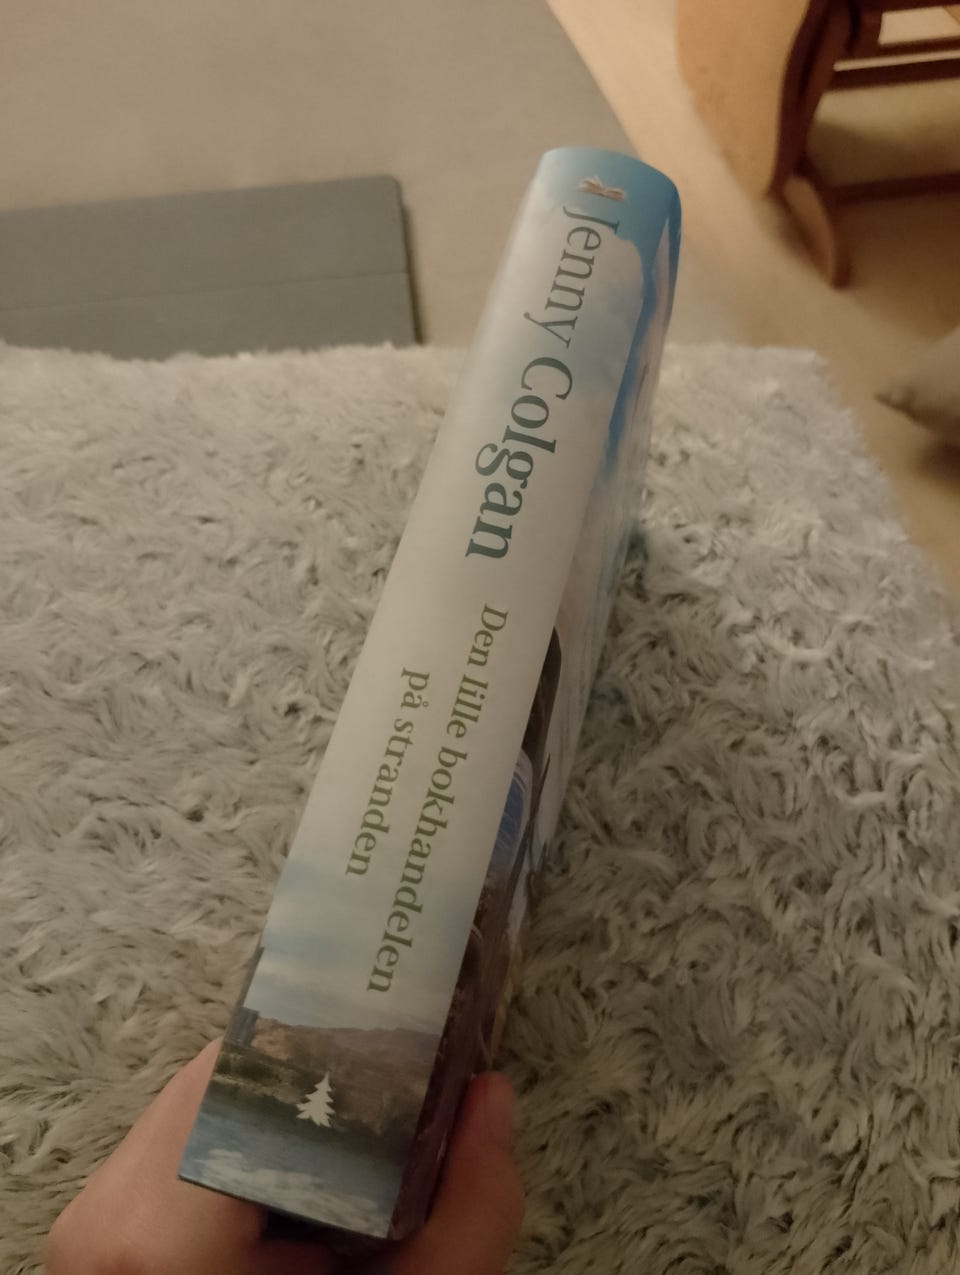 Jenny Colgan
Den lille bokhandelen
på stranden